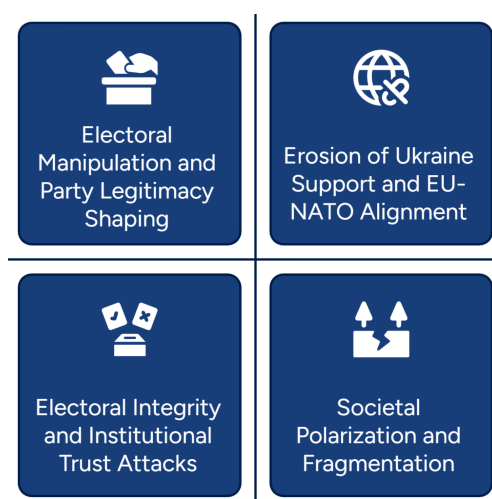 Electoral
Manipulation and
Party Legitimacy
Shaping
Erosion of Ukraine
Support and EU-
NATO Alignment
Electoral Integrity
and Institutional
Trust Attacks
Societal
Polarization and
Fragmentation